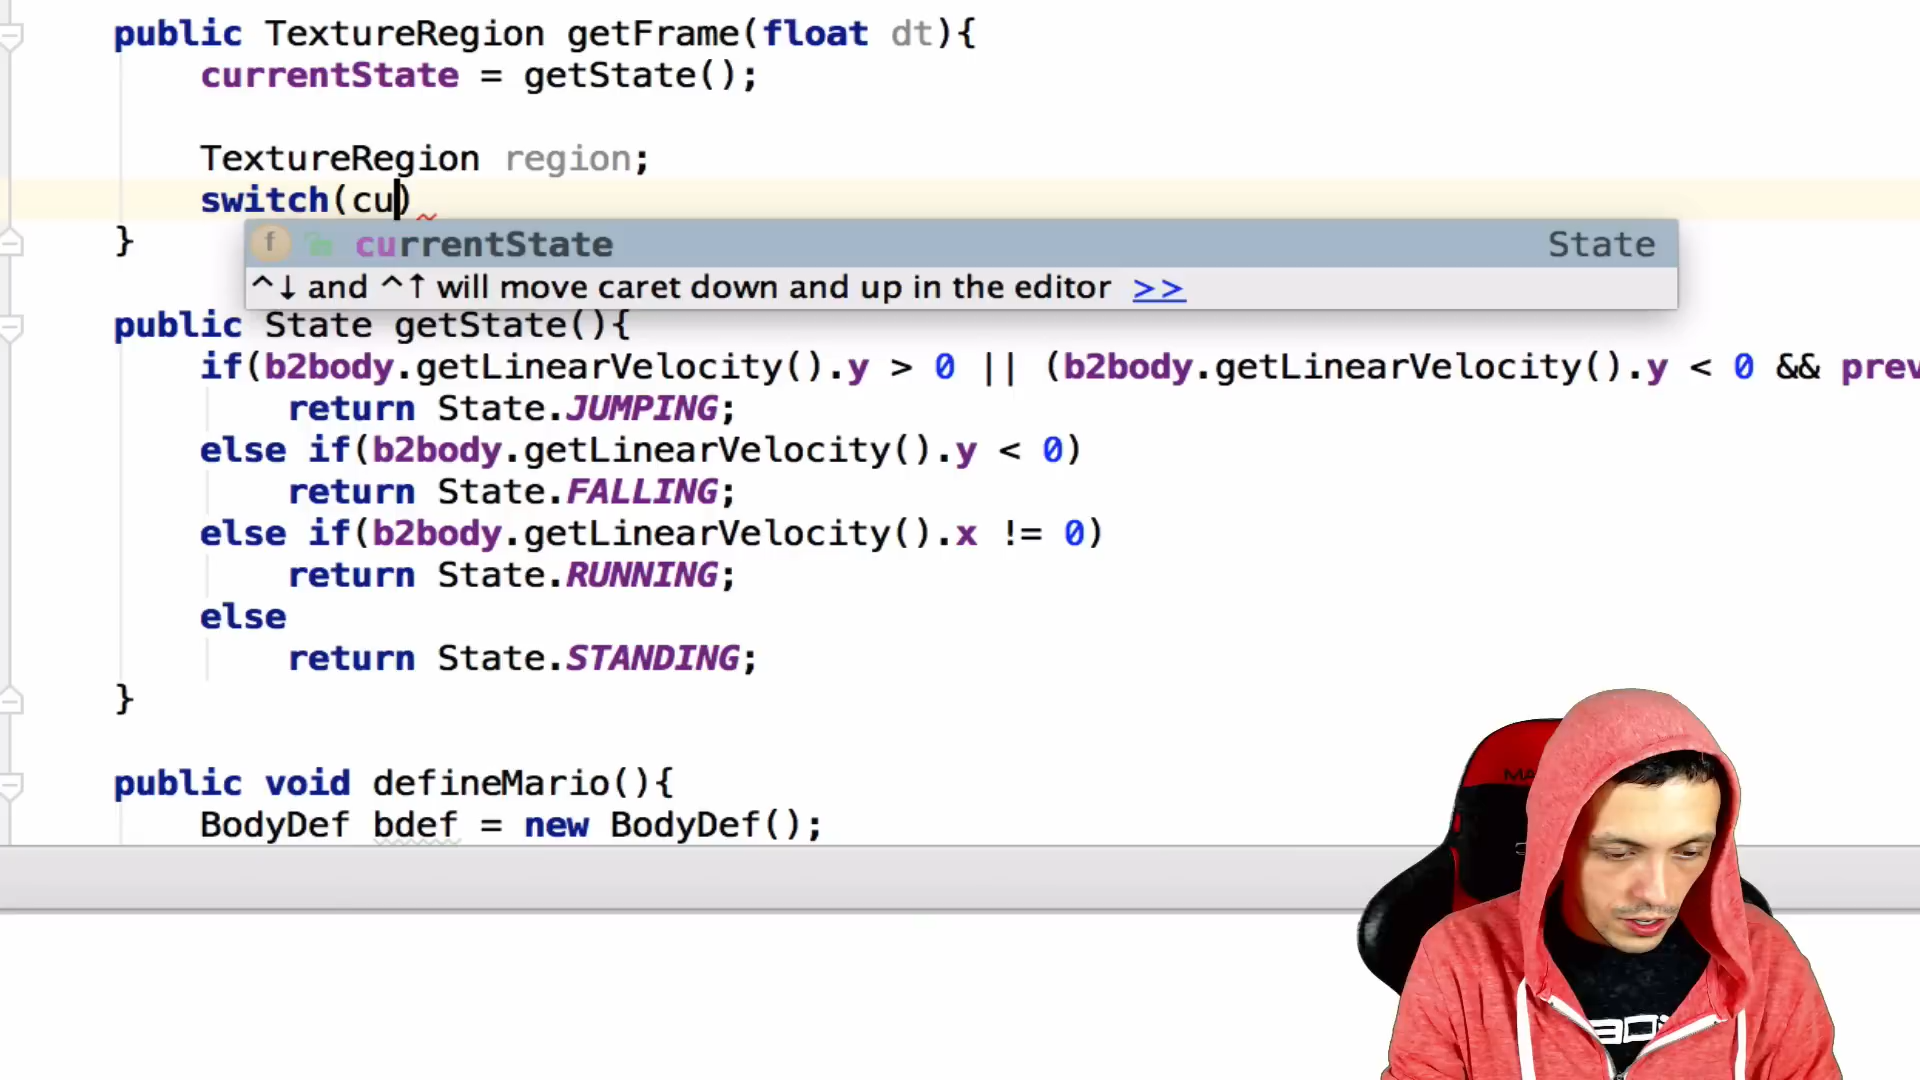 public TextureRegion getFrame(float dt){
currentState = getState();
TextureRegion region;
switch(cu)
f currentState State
^↓ and ^↑ will move caret down and up in the editor >>
}
public State getState(){
if(b2body.getLinearVelocity().y > 0 || (b2body.getLinearVelocity().y < 0 && prev
return State.JUMPING;
else if(b2body.getLinearVelocity().y < 0)
return State.FALLING;
else if(b2body.getLinearVelocity().x != 0)
return State.RUNNING;
else
return State.STANDING;
}
public void defineMario(){
BodyDef bdef = new BodyDef();